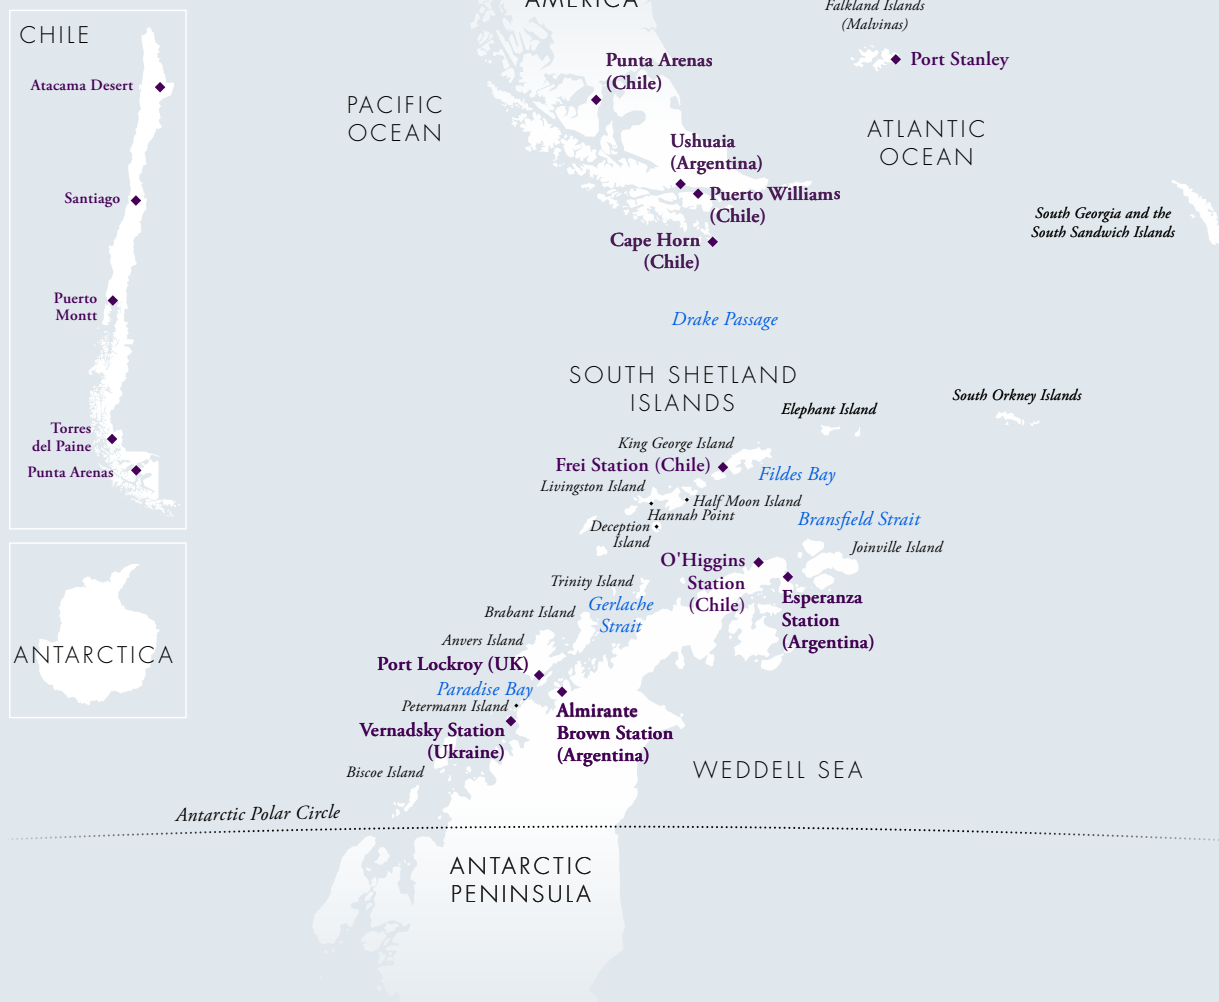 AMERICA
Falkland Islands
(Malvinas)
CHILE
Atacama Desert
Santiago
Puerto
Montt
Torres
del Paine
Punta Arenas
ANTARCTICA
PACIFIC
OCEAN
Punta Arenas
(Chile)
Port Stanley
ATLANTIC
OCEAN
Ushuaia
(Argentina)
Puerto Williams
(Chile)
Cape Horn
(Chile)
South Georgia and the
South Sandwich Islands
Drake Passage
SOUTH SHETLAND
ISLANDS
Elephant Island
South Orkney Islands
King George Island
Frei Station (Chile)
Fildes Bay
Livingston Island
Half Moon Island
Hannah Point
Deception
Island
Bransfield Strait
Joinville Island
O'Higgins
Station
(Chile)
Esperanza
Station
(Argentina)
Trinity Island
Gerlache
Strait
Brabant Island
Anvers Island
Port Lockroy (UK)
Paradise Bay
Petermann Island
Vernadsky Station
(Ukraine)
Almirante
Brown Station
(Argentina)
Biscoe Island
WEDDELL SEA
Antarctic Polar Circle
ANTARCTIC
PENINSULA